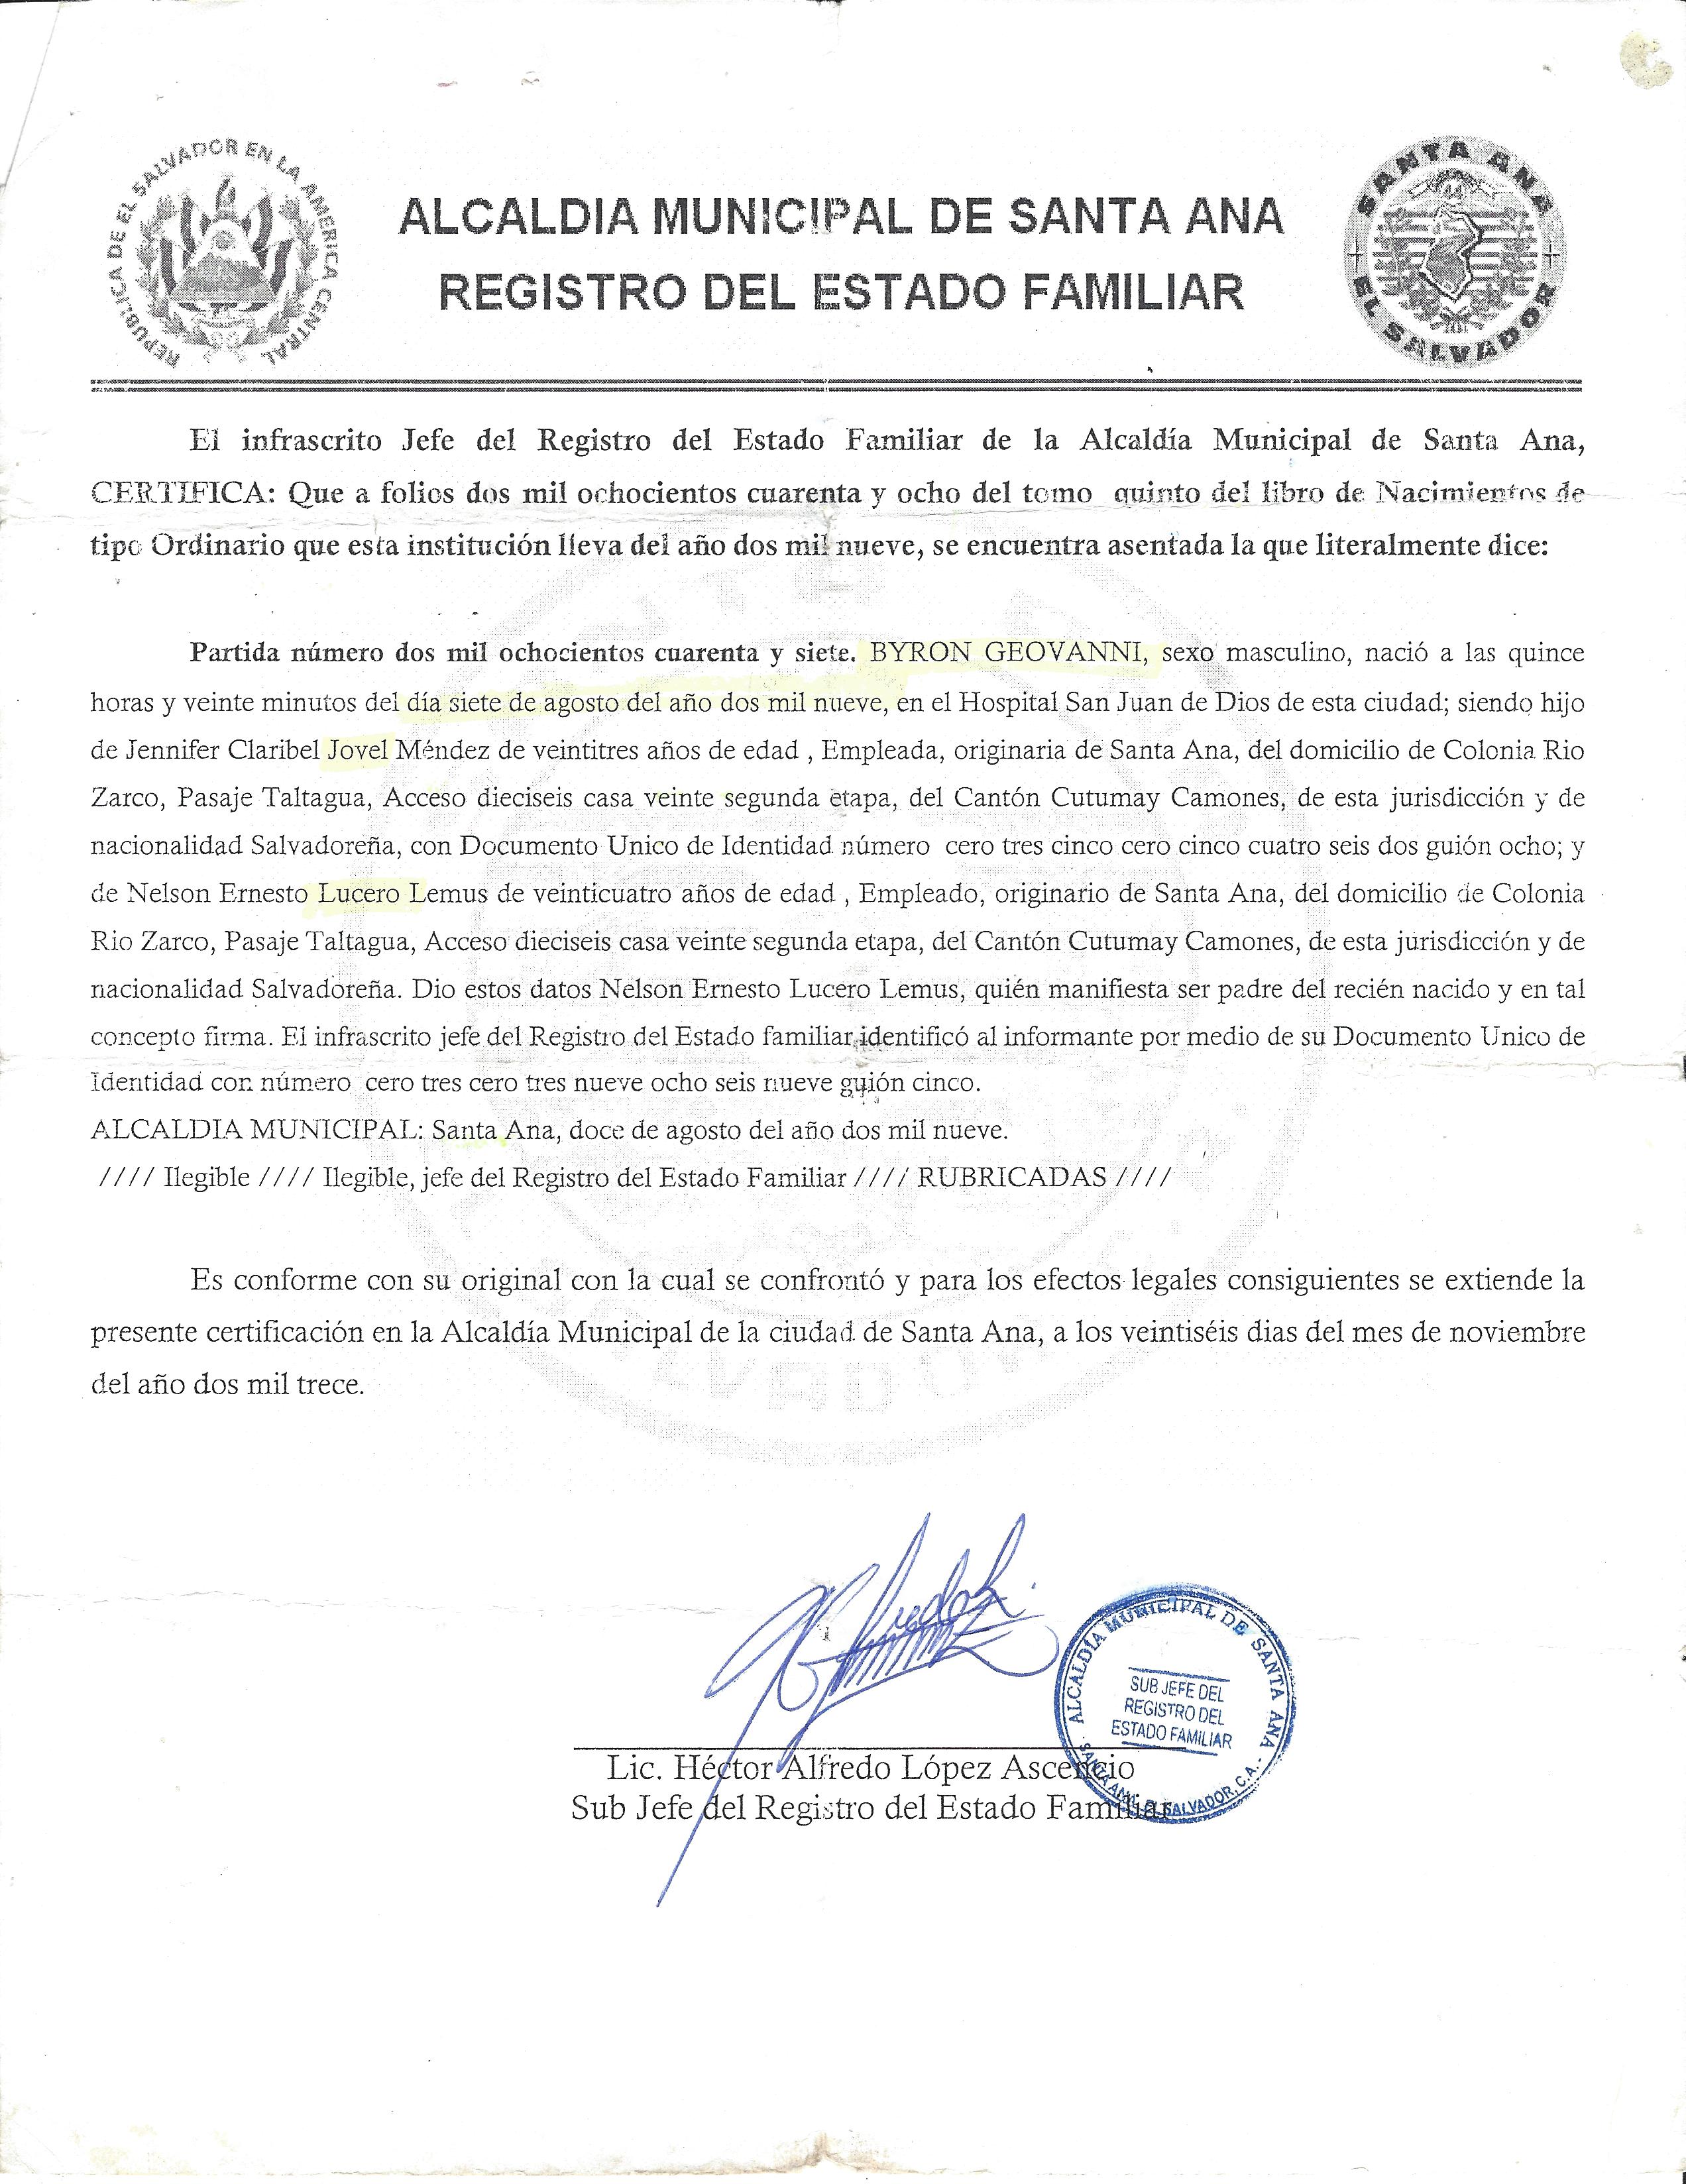 REPUBLICA DE EL SALVADOR EN LA AMERICA CENTRAL
SANTA ANA
EL SALVADOR
ALCALDIA MUNICIPAL DE SANTA ANA
REGISTRO DEL ESTADO FAMILIAR
El infrascrito Jefe del Registro del Estado Familiar de la Alcaldía Municipal de Santa Ana,
CERTIFICA: Que a folios dos mil ochocientos cuarenta y ocho del tomo quinto del libro de Nacimientos de
tipo Ordinario que esta institución lleva del año dos mil nueve, se encuentra asentada la que literalmente dice:
Partida número dos mil ochocientos cuarenta y siete. BYRON GEOVANNI, sexo masculino, nació a las quince
horas y veinte minutos del día siete de agosto del año dos mil nueve, en el Hospital San Juan de Dios de esta ciudad; siendo hijo
de Jennifer Claribel Jovel Méndez de veintitres años de edad , Empleada, originaria de Santa Ana, del domicilio de Colonia Rio
Zarco, Pasaje Taltagua, Acceso dieciseis casa veinte segunda etapa, del Cantón Cutumay Camones, de esta jurisdicción y de
nacionalidad Salvadoreña, con Documento Unico de Identidad número cero tres cinco cero cinco cuatro seis dos guión ocho; y
de Nelson Ernesto Lucero Lemus de veinticuatro años de edad , Empleado, originario de Santa Ana, del domicilio de Colonia
Rio Zarco, Pasaje Taltagua, Acceso dieciseis casa veinte segunda etapa, del Cantón Cutumay Camones, de esta jurisdicción y de
nacionalidad Salvadoreña. Dio estos datos Nelson Ernesto Lucero Lemus, quién manifiesta ser padre del recién nacido y en tal
concepto firma. El infrascrito jefe del Registro del Estado familiar identificó al informante por medio de su Documento Unico de
Identidad con número cero tres cero tres nueve ocho seis nueve guión cinco.
ALCALDIA MUNICIPAL: Santa Ana, doce de agosto del año dos mil nueve.
//// Ilegible //// Ilegible, jefe del Registro del Estado Familiar //// RUBRICADAS ////
Es conforme con su original con la cual se confrontó y para los efectos legales consiguientes se extiende la
presente certificación en la Alcaldía Municipal de la ciudad de Santa Ana, a los veintiséis dias del mes de noviembre
del año dos mil trece.
ALCALDÍA MUNICIPAL DE SANTA ANA
SUB JEFE DEL
REGISTRO DEL
ESTADO FAMILIAR
SANTA ANA, EL SALVADOR, C.A.
Lic. Héctor Alfredo López Ascencio
Sub Jefe del Registro del Estado Familiar